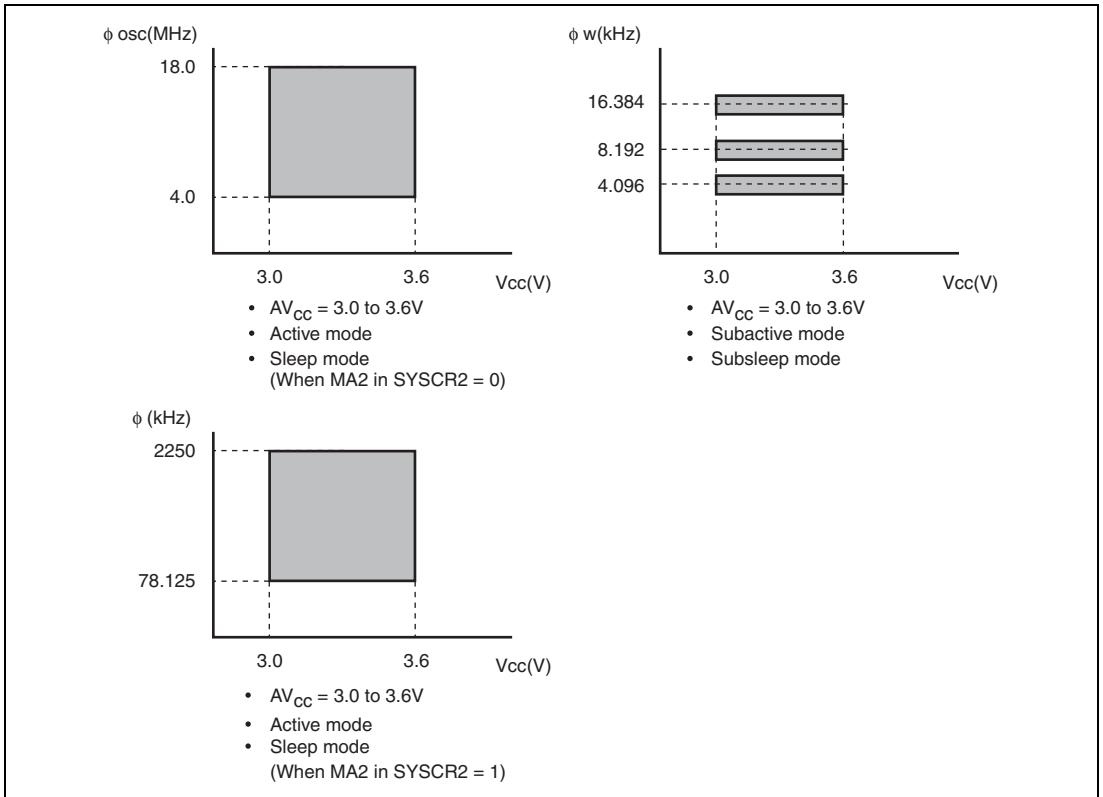 ϕ osc(MHz)
18.0
4.0
3.0
3.6
Vcc(V)
• AVCC = 3.0 to 3.6V
• Active mode
• Sleep mode
(When MA2 in SYSCR2 = 0)
ϕ w(kHz)
16.384
8.192
4.096
3.0
3.6
Vcc(V)
• AVCC = 3.0 to 3.6V
• Subactive mode
• Subsleep mode
ϕ (kHz)
2250
78.125
3.0
3.6
Vcc(V)
• AVCC = 3.0 to 3.6V
• Active mode
• Sleep mode
(When MA2 in SYSCR2 = 1)